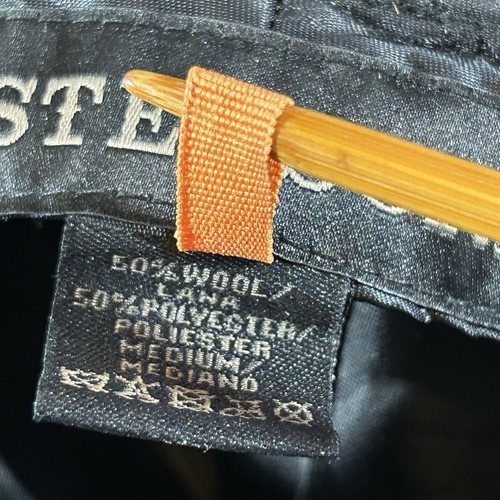 STE
50% WOOL/
LANA
50% POLYESTER/
POLIESTER
MEDIUM/
MEDIANO